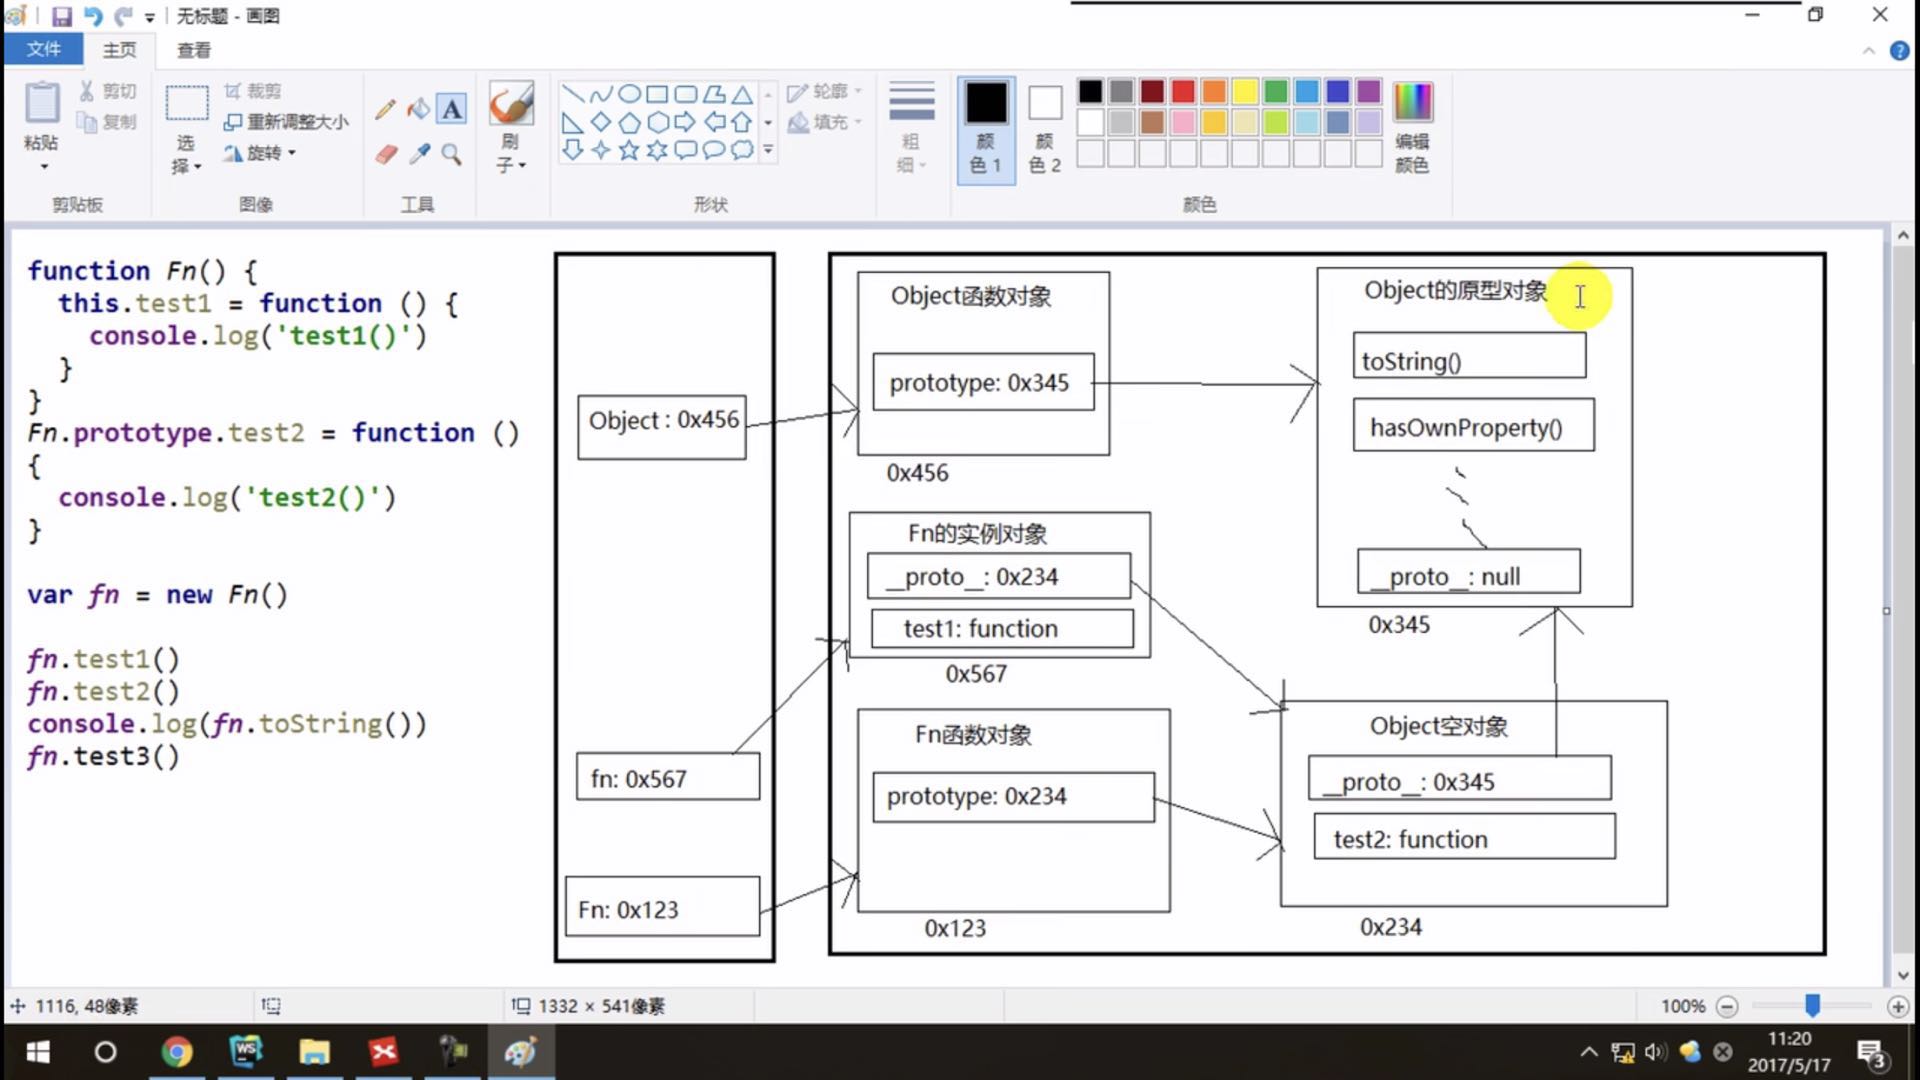 无标题 - 画图
文件 主页 查看
粘贴
剪切
复制
剪贴板
选择
裁剪
重新调整大小
旋转
图像
A
工具
刷子
轮廓
填充
形状
粗细
颜色 1
颜色 2
编辑颜色
颜色
function Fn() {
this.test1 = function () {
console.log('test1()')
}
}
Fn.prototype.test2 = function ()
{
console.log('test2()')
}
var fn = new Fn()
fn.test1()
fn.test2()
console.log(fn.toString())
fn.test3()
Object : 0x456
fn: 0x567
Fn: 0x123
Object函数对象
prototype: 0x345
0x456
Fn的实例对象
__proto__: 0x234
test1: function
0x567
Fn函数对象
prototype: 0x234
0x123
Object的原型对象
toString()
hasOwnProperty()
__proto__: null
0x345
Object空对象
__proto__: 0x345
test2: function
0x234
1116, 48像素
1332 × 541像素
100%
WS
11:20
2017/5/17
3